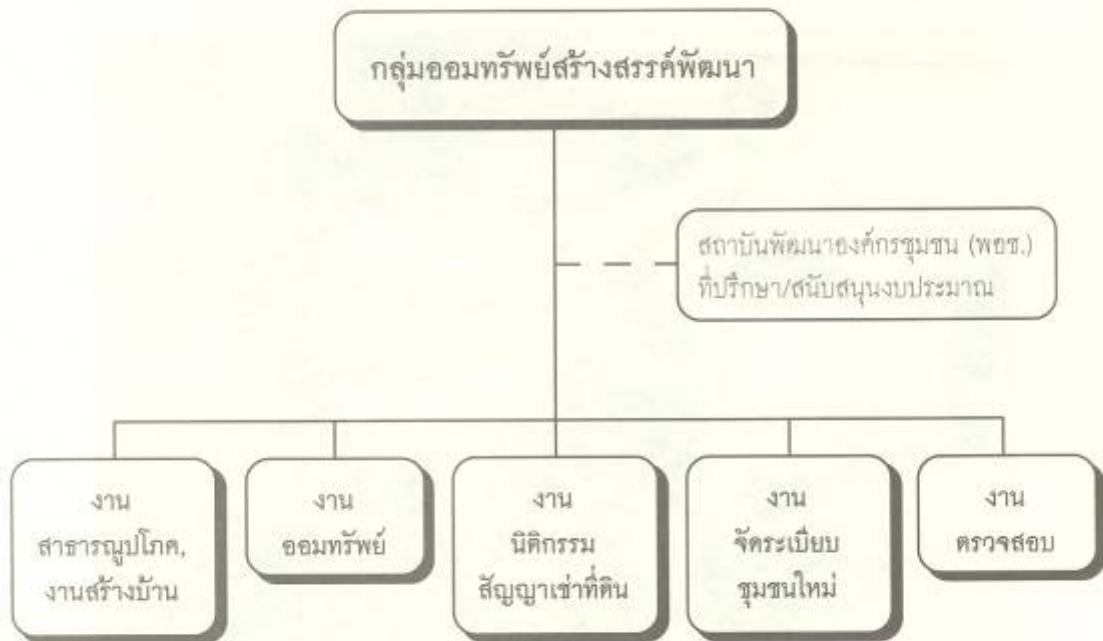 กลุ่มออมทรัพย์สร้างสรรค์พัฒนา
สถาบันพัฒนาองค์กรชุมชน (พอช.)
ที่ปรึกษา/สนับสนุนงบประมาณ
งาน
สาธารณูปโภค,
งานสร้างบ้าน
งาน
ออมทรัพย์
งาน
นิติกรรม
สัญญาเช่าที่ดิน
งาน
จัดระเบียบ
ชุมชนใหม่
งาน
ตรวจสอบ